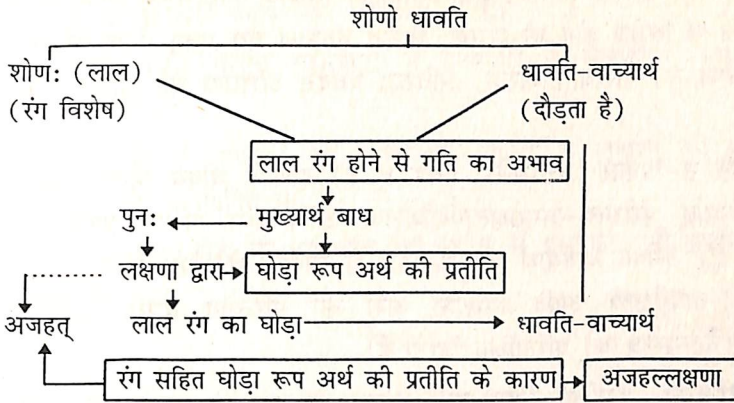 शोणो धावति
शोण: (लाल) धावति-वाच्यार्थ
(रंग विशेष) (दौड़ता है)
लाल रंग होने से गति का अभाव
पुन: मुख्यार्थ बाध
लक्षणा द्वारा घोड़ा रूप अर्थ की प्रतीति
अजहत् लाल रंग का घोड़ा धावति-वाच्यार्थ
रंग सहित घोड़ा रूप अर्थ की प्रतीति के कारण अजहल्लक्षणा